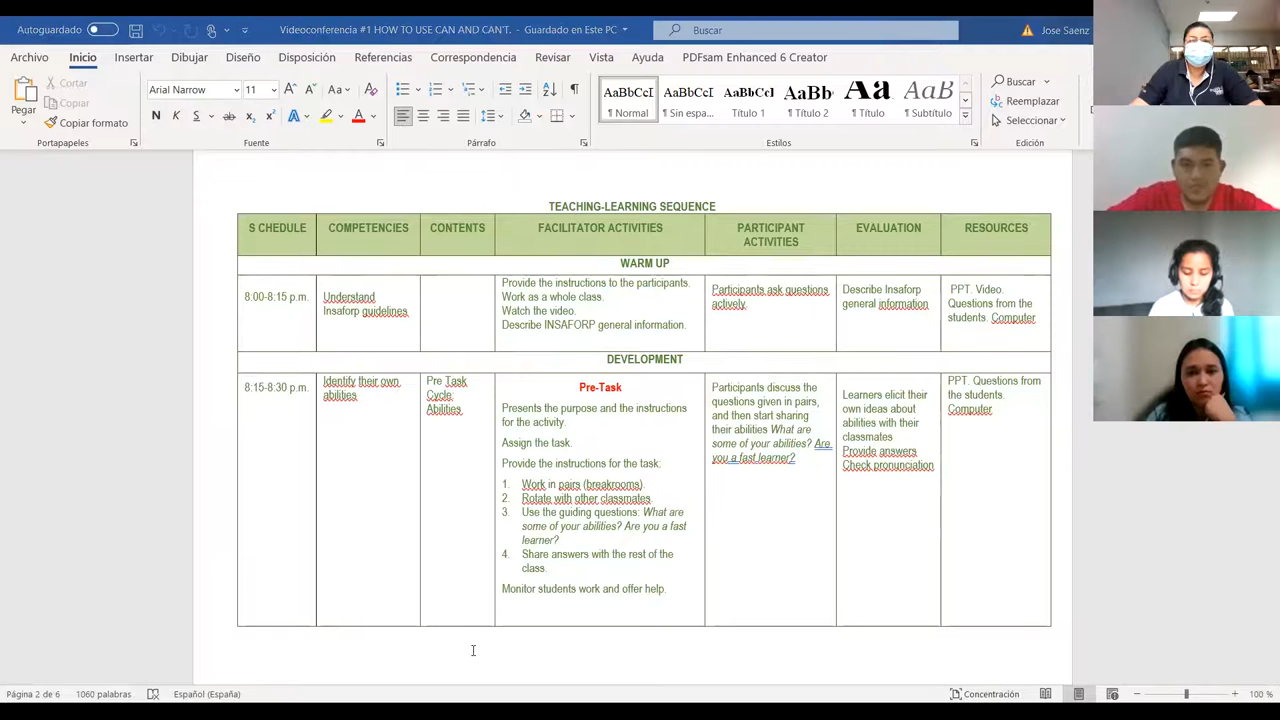 Autoguardado
Videoconferencia #1 HOW TO USE CAN AND CAN'T. - Guardado en Este PC
Buscar
Jose Saenz
Archivo Inicio Insertar Dibujar Diseño Disposición Referencias Correspondencia Revisar Vista Ayuda PDFsam Enhanced 6 Creator
Pegar
Cortar
Copiar
Copiar formato
Portapapeles
Arial Narrow 11
Aa
N K S ab x₂ x² A A
Fuente
Párrafo
AaBbCcI AaBbCcI AaBbCcI AaBb Aa AaB
¶ Normal ¶ Sin espa... Título 1 ¶ Título 2 ¶ Título ¶ Subtítulo
Estilos
Buscar
Reemplazar
Seleccionar
Edición
TEACHING-LEARNING SEQUENCE
S CHEDULE COMPETENCIES CONTENTS FACILITATOR ACTIVITIES PARTICIPANT ACTIVITIES EVALUATION RESOURCES
WARM UP
8:00-8:15 p.m.
Understand
Insaforp guidelines
Provide the instructions to the participants.
Work as a whole class.
Watch the video.
Describe INSAFORP general information.
Participants ask questions
actively.
Describe Insaforp
general information
PPT. Video.
Questions from the
students. Computer
DEVELOPMENT
8:15-8:30 p.m.
Identify their own
abilities
Pre Task
Cycle:
Abilities.
Pre-Task
Presents the purpose and the instructions
for the activity.
Assign the task.
Provide the instructions for the task:
1. Work in pairs (breakrooms).
2. Rotate with other classmates.
3. Use the guiding questions: What are
some of your abilities? Are you a fast
learner?
4. Share answers with the rest of the
class.
Monitor students work and offer help.
Participants discuss the
questions given in pairs,
and then start sharing
their abilities What are
some of your abilities? Are
you a fast learner?
Learners elicit their
own ideas about
abilities with their
classmates
Provide answers
Check pronunciation
PPT. Questions from
the students.
Computer
Página 2 de 6 1060 palabras Español (España) Concentración 100 %